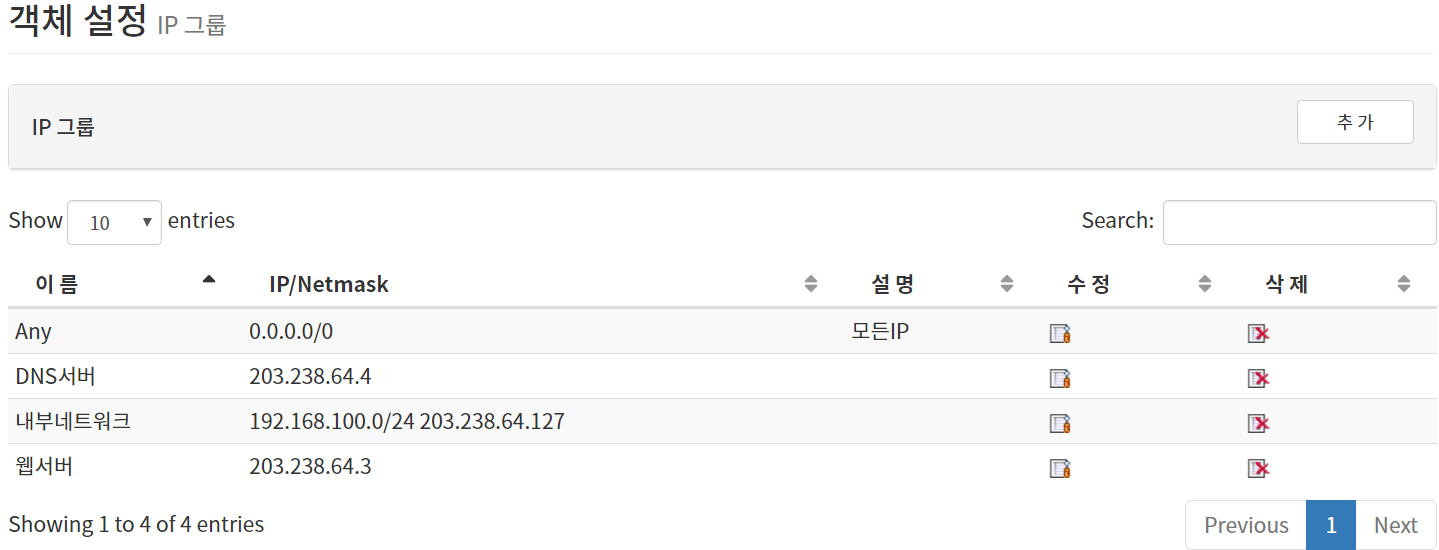 객체 설정 IP 그룹
IP 그룹
추 가
Show 10 entries
Search:
이 름 IP/Netmask 설 명 수 정 삭 제
Any 0.0.0.0/0 모든IP
DNS서버 203.238.64.4
내부네트워크 192.168.100.0/24 203.238.64.127
웹서버 203.238.64.3
Showing 1 to 4 of 4 entries
Previous 1 Next